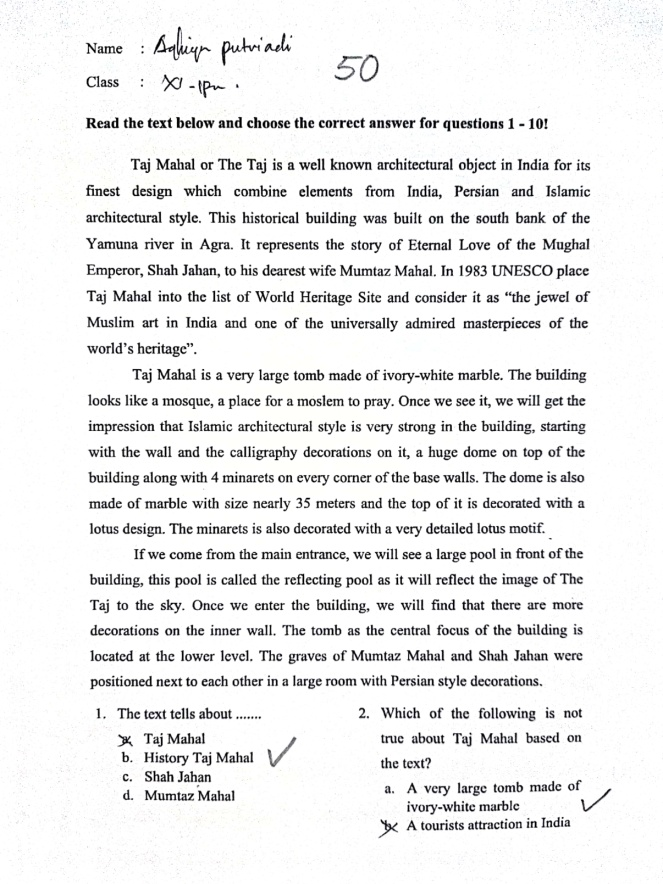 Name : Aqhiyn putriadi
50
Class : XI - ipa .
Read the text below and choose the correct answer for questions 1 - 10!
Taj Mahal or The Taj is a well known architectural object in India for its
finest design which combine elements from India, Persian and Islamic
architectural style. This historical building was built on the south bank of the
Yamuna river in Agra. It represents the story of Eternal Love of the Mughal
Emperor, Shah Jahan, to his dearest wife Mumtaz Mahal. In 1983 UNESCO place
Taj Mahal into the list of World Heritage Site and consider it as “the jewel of
Muslim art in India and one of the universally admired masterpieces of the
world’s heritage”.
Taj Mahal is a very large tomb made of ivory-white marble. The building
looks like a mosque, a place for a moslem to pray. Once we see it, we will get the
impression that Islamic architectural style is very strong in the building, starting
with the wall and the calligraphy decorations on it, a huge dome on top of the
building along with 4 minarets on every corner of the base walls. The dome is also
made of marble with size nearly 35 meters and the top of it is decorated with a
lotus design. The minarets is also decorated with a very detailed lotus motif.
If we come from the main entrance, we will see a large pool in front of the
building, this pool is called the reflecting pool as it will reflect the image of The
Taj to the sky. Once we enter the building, we will find that there are more
decorations on the inner wall. The tomb as the central focus of the building is
located at the lower level. The graves of Mumtaz Mahal and Shah Jahan were
positioned next to each other in a large room with Persian style decorations.
1. The text tells about .......
a. Taj Mahal
b. History Taj Mahal
c. Shah Jahan
d. Mumtaz Mahal
2. Which of the following is not
true about Taj Mahal based on
the text?
a. A very large tomb made of
ivory-white marble
b. A tourists attraction in India